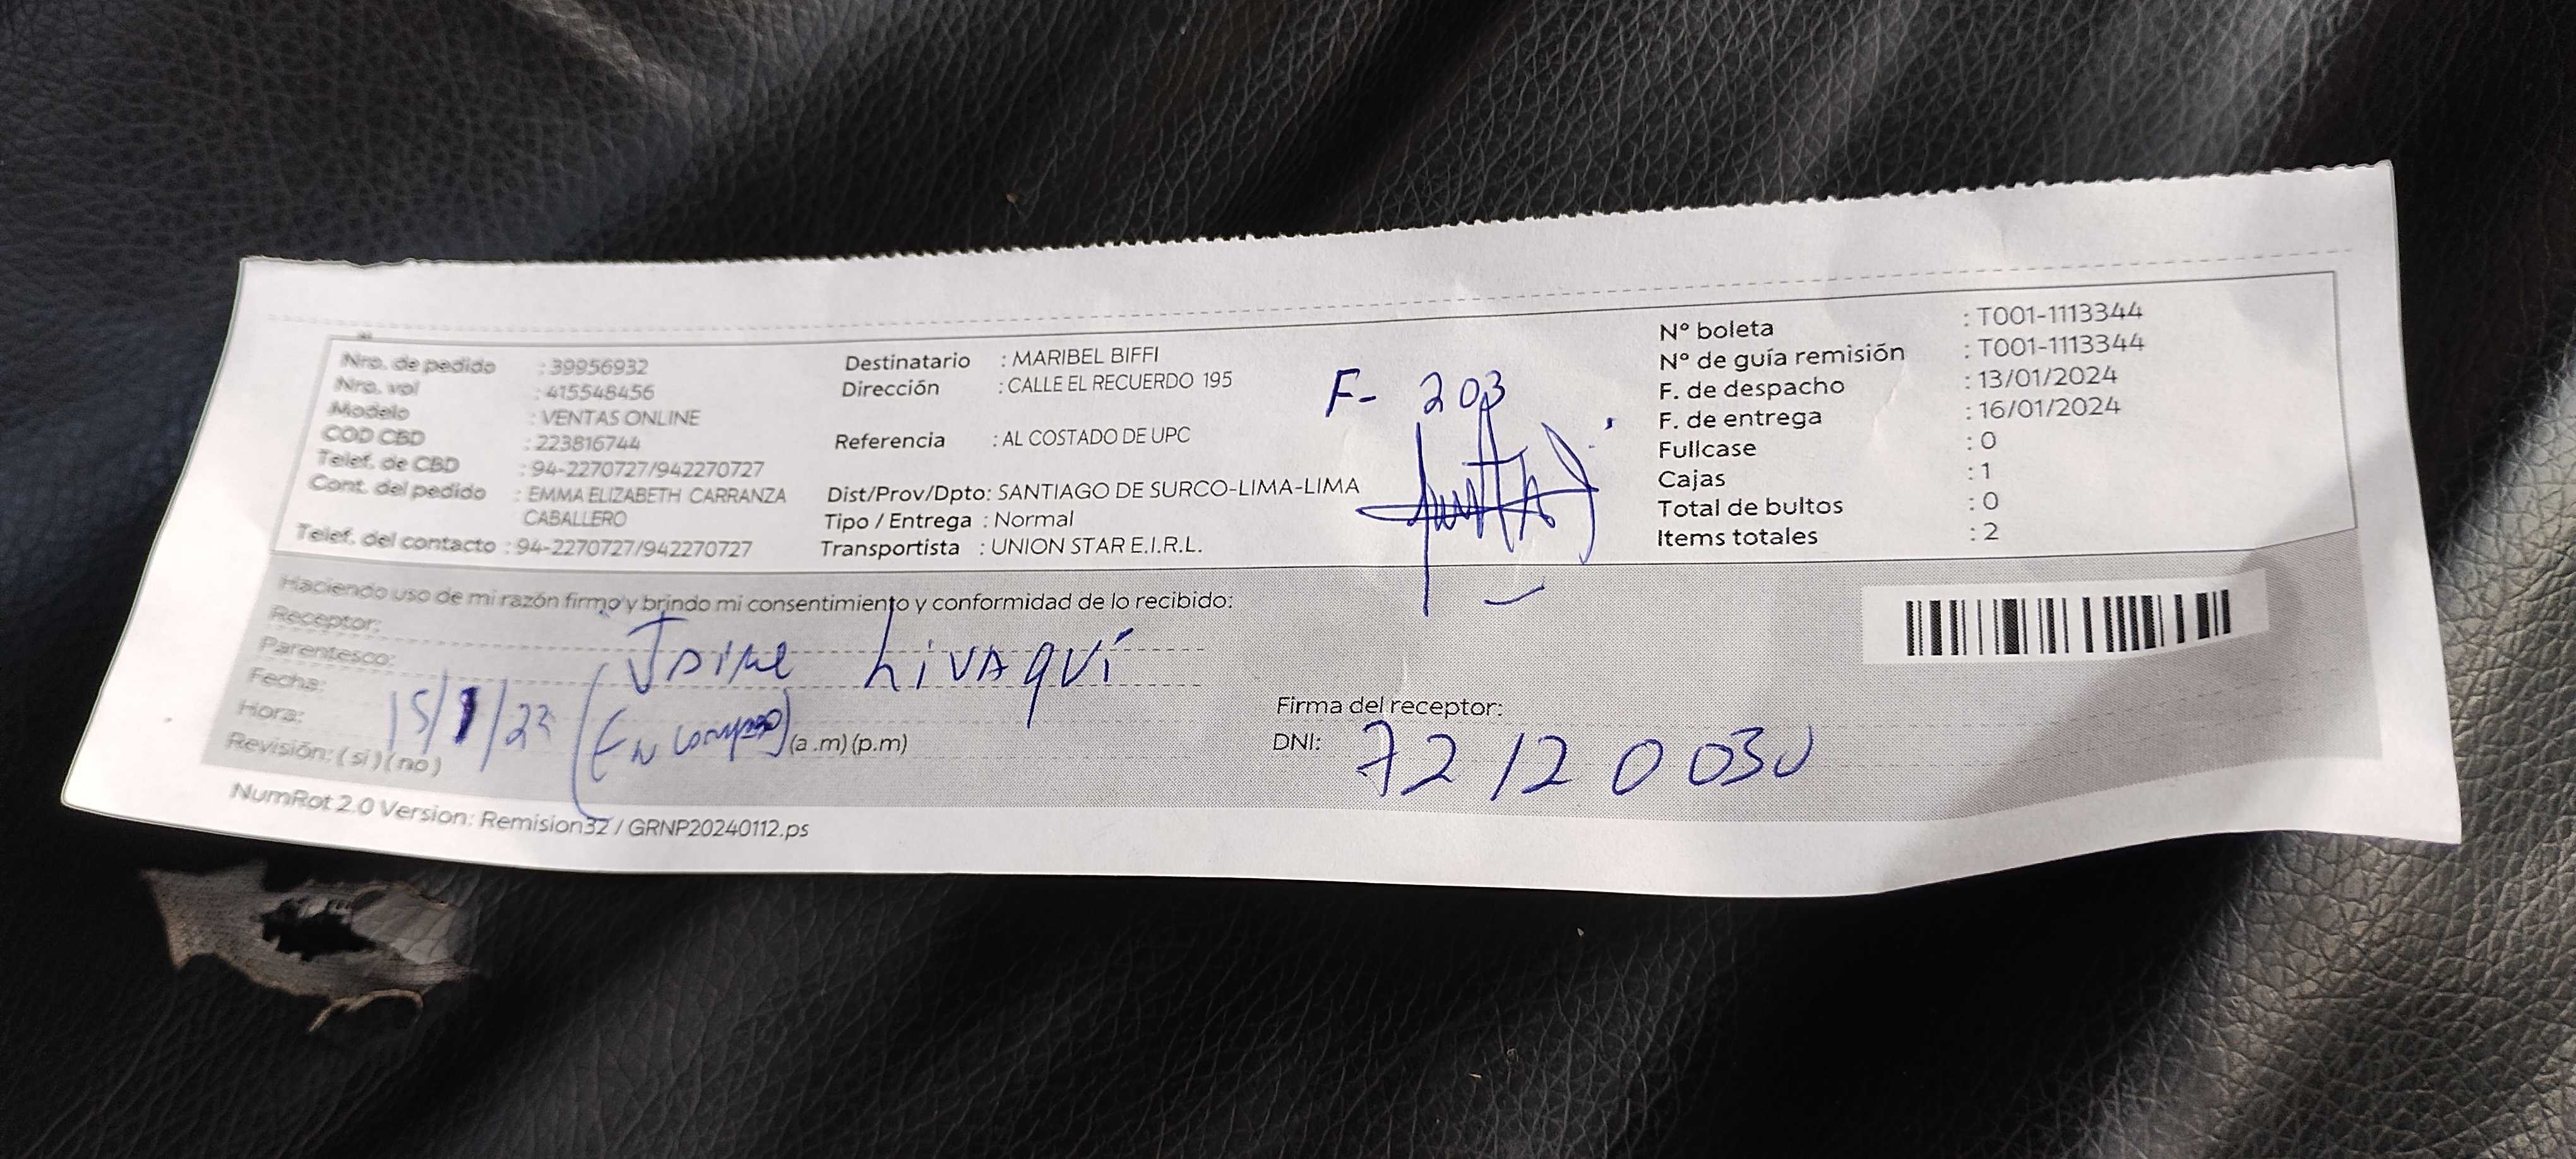 Nro. de pedido : 39956932
Nro. vol : 415548456
Modelo : VENTAS ONLINE
COD CBD : 223816744
Telef. de CBD : 94-2270727/942270727
Cont. del pedido : EMMA ELIZABETH CARRANZA
CABALLERO
Telef. del contacto : 94-2270727/942270727
Destinatario : MARIBEL BIFFI
Dirección : CALLE EL RECUERDO 195
Referencia : AL COSTADO DE UPC
Dist/Prov/Dpto: SANTIAGO DE SURCO-LIMA-LIMA
Tipo / Entrega : Normal
Transportista : UNION STAR E.I.R.L.
F- 203
N° boleta : T001-1113344
N° de guía remisión : T001-1113344
F. de despacho : 13/01/2024
F. de entrega : 16/01/2024
Fullcase : 0
Cajas : 1
Total de bultos : 0
Items totales : 2
Haciendo uso de mi razón firmo y brindo mi consentimiento y conformidad de lo recibido:
Receptor:
Jaime Livaquí
Parentesco:
Fecha: 15/1/23
Hora: (a .m) (p.m)
Revisión: ( si ) ( no )
Firma del receptor:
DNI: 72120030
NumRot 2.0 Version: Remision32 / GRNP20240112.ps